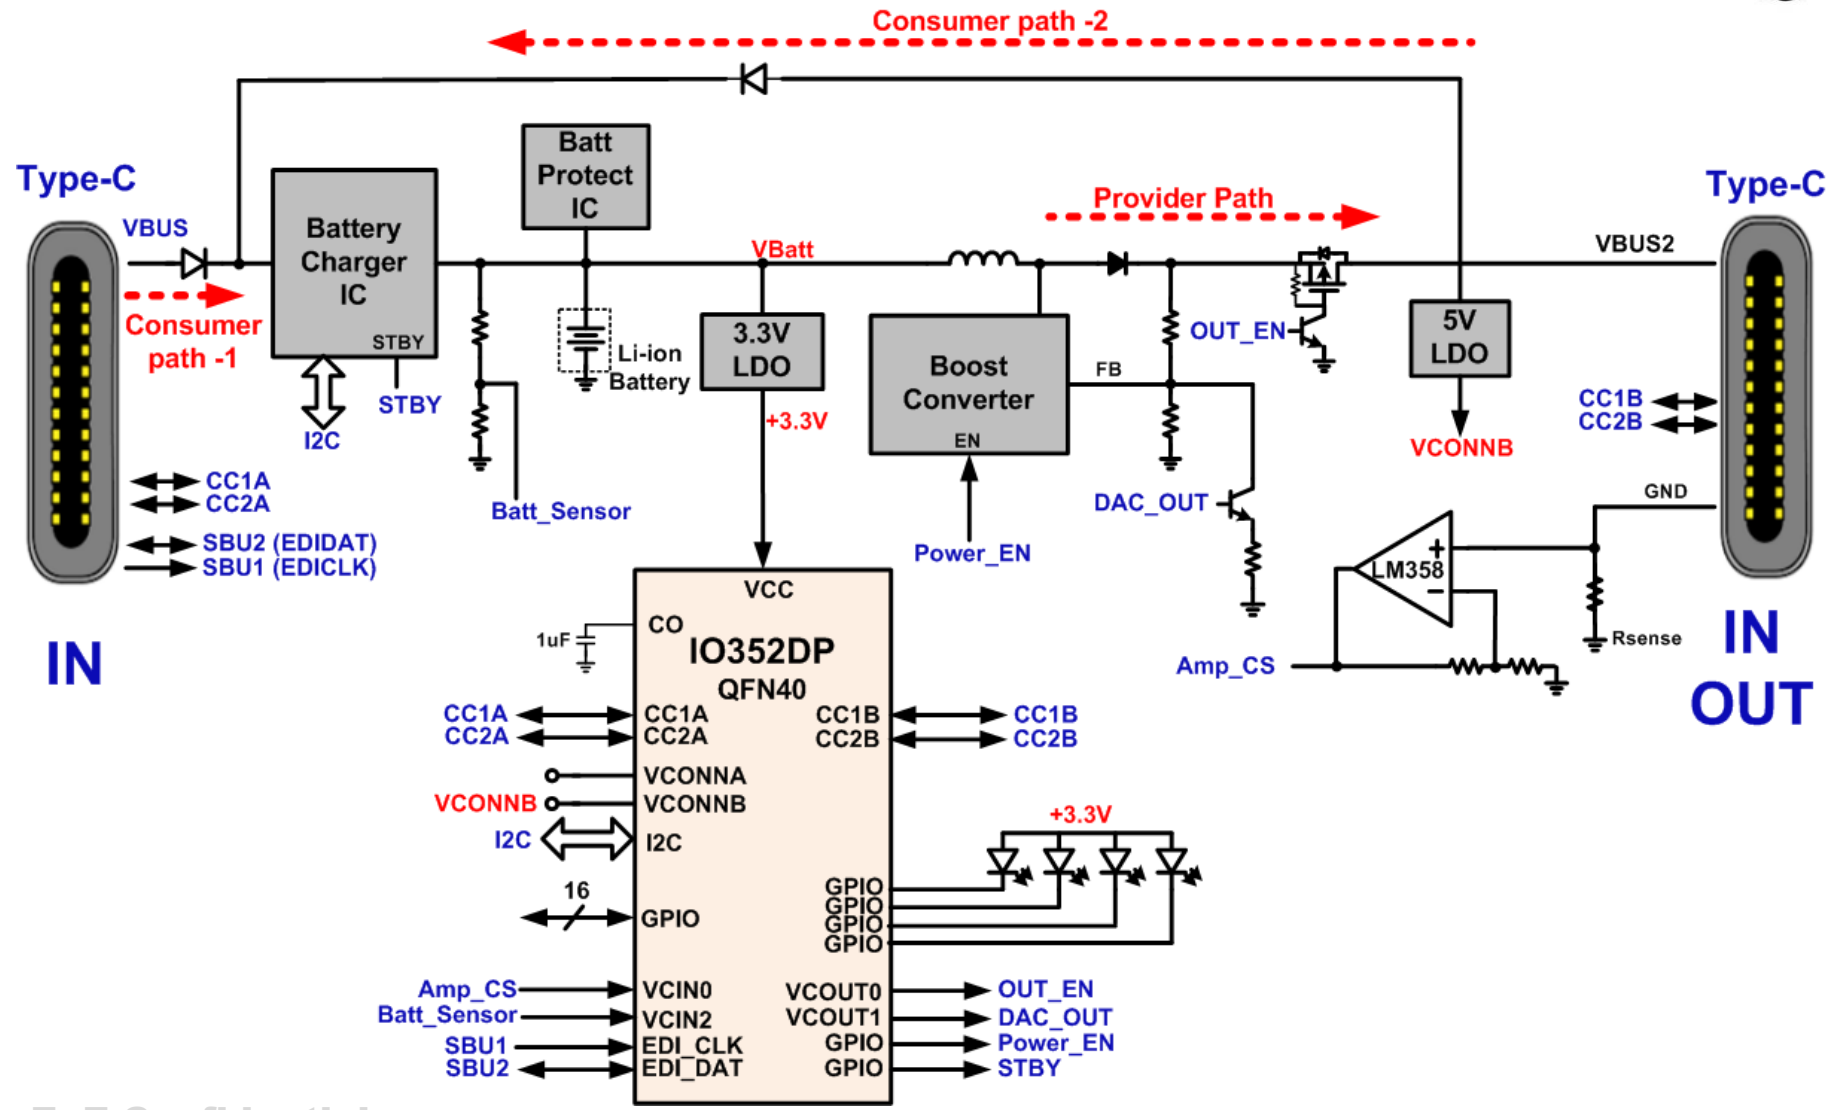 Consumer path -2
Type-C
VBUS
Consumer
path -1
Battery
Charger
IC
STBY
STBY
I2C
Batt
Protect
IC
Li-ion
Battery
Batt_Sensor
VBatt
3.3V
LDO
+3.3V
Provider Path
Boost
Converter
EN
FB
Power_EN
DAC_OUT
OUT_EN
5V
LDO
VCONNB
Type-C
VBUS2
CC1B
CC2B
GND
LM358
+
−
Rsense
Amp_CS
IN
OUT
CC1A
CC2A
SBU2 (EDIDAT)
SBU1 (EDICLK)
IN
VCC
CO
1uF
IO352DP
QFN40
CC1A
CC2A
CC1A
CC2A
VCONNA
VCONNB
VCONNB
I2C
I2C
16
GPIO
Amp_CS
VCIN0
Batt_Sensor
VCIN2
SBU1
EDI_CLK
SBU2
EDI_DAT
CC1B
CC2B
CC1B
CC2B
+3.3V
GPIO
GPIO
GPIO
GPIO
VCOUT0
OUT_EN
VCOUT1
DAC_OUT
GPIO
Power_EN
GPIO
STBY